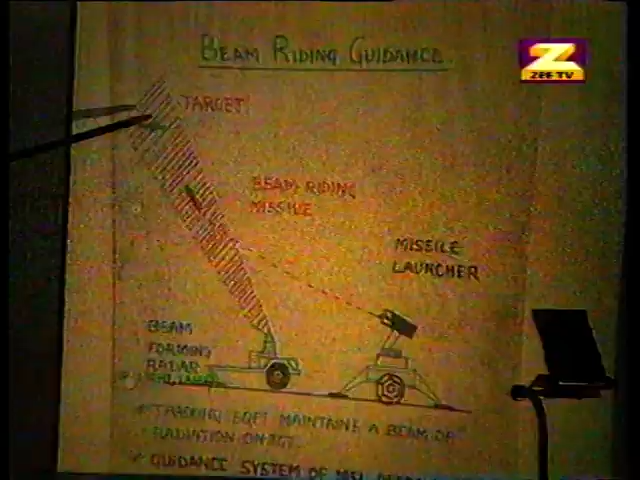 BEAM RIDING GUIDANCE
Z
ZEE TV
TARGET
BEAM RIDING
MISSILE
MISSILE
LAUNCHER
BEAM
FORMING
RADAR
* TRACKING EQPT MAINTAINS A BEAM OF
RADIATION ON TGT.
* GUIDANCE SYSTEM OF MSL